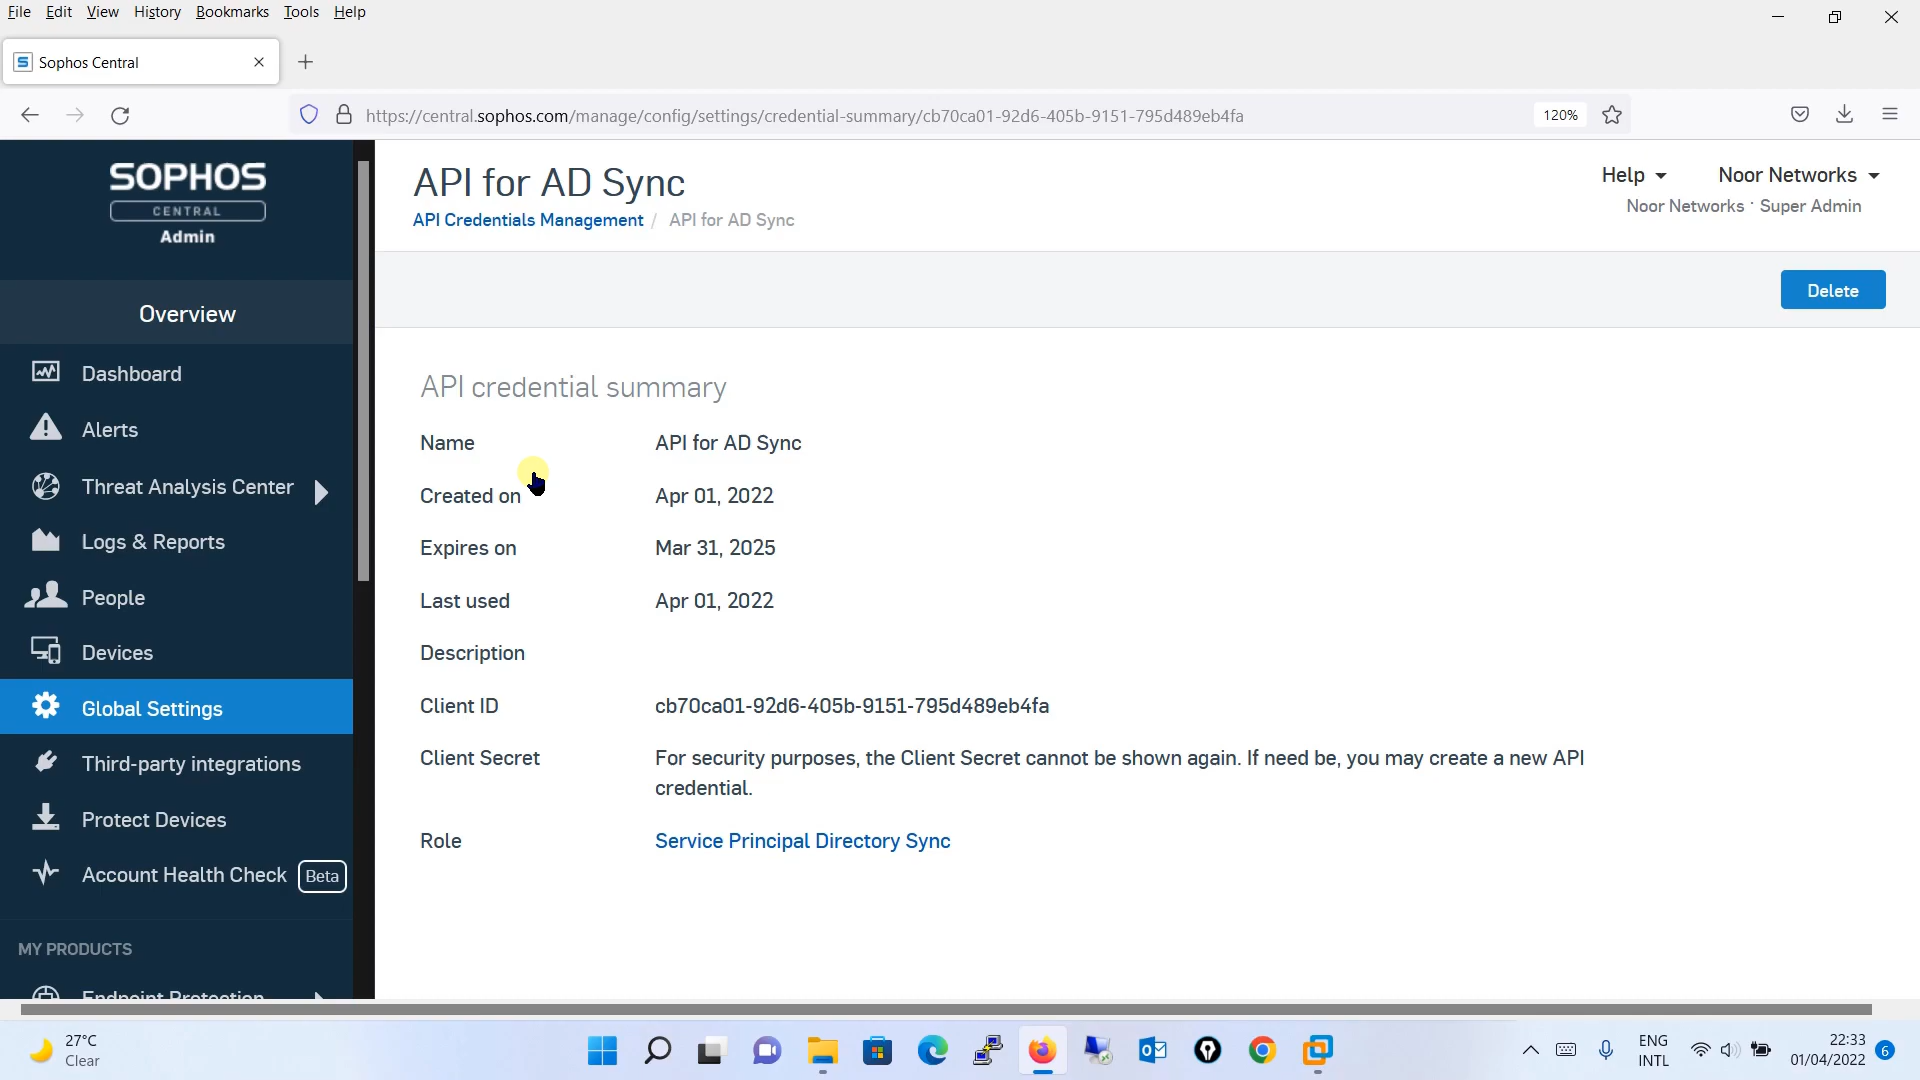 File Edit View History Bookmarks Tools Help
Sophos Central
https://central.sophos.com/manage/config/settings/credential-summary/cb70ca01-92d6-405b-9151-795d489eb4fa
120%
SOPHOS
CENTRAL
Admin
Overview
Dashboard
Alerts
Threat Analysis Center
Logs & Reports
People
Devices
Global Settings
Third-party integrations
Protect Devices
Account Health Check Beta
MY PRODUCTS
Endpoint Protection
API for AD Sync
API Credentials Management / API for AD Sync
Help
Noor Networks
Noor Networks · Super Admin
Delete
API credential summary
Name API for AD Sync
Created on Apr 01, 2022
Expires on Mar 31, 2025
Last used Apr 01, 2022
Description
Client ID cb70ca01-92d6-405b-9151-795d489eb4fa
Client Secret For security purposes, the Client Secret cannot be shown again. If need be, you may create a new API
credential.
Role Service Principal Directory Sync
27°C
Clear
ENG
INTL
22:33
01/04/2022
6